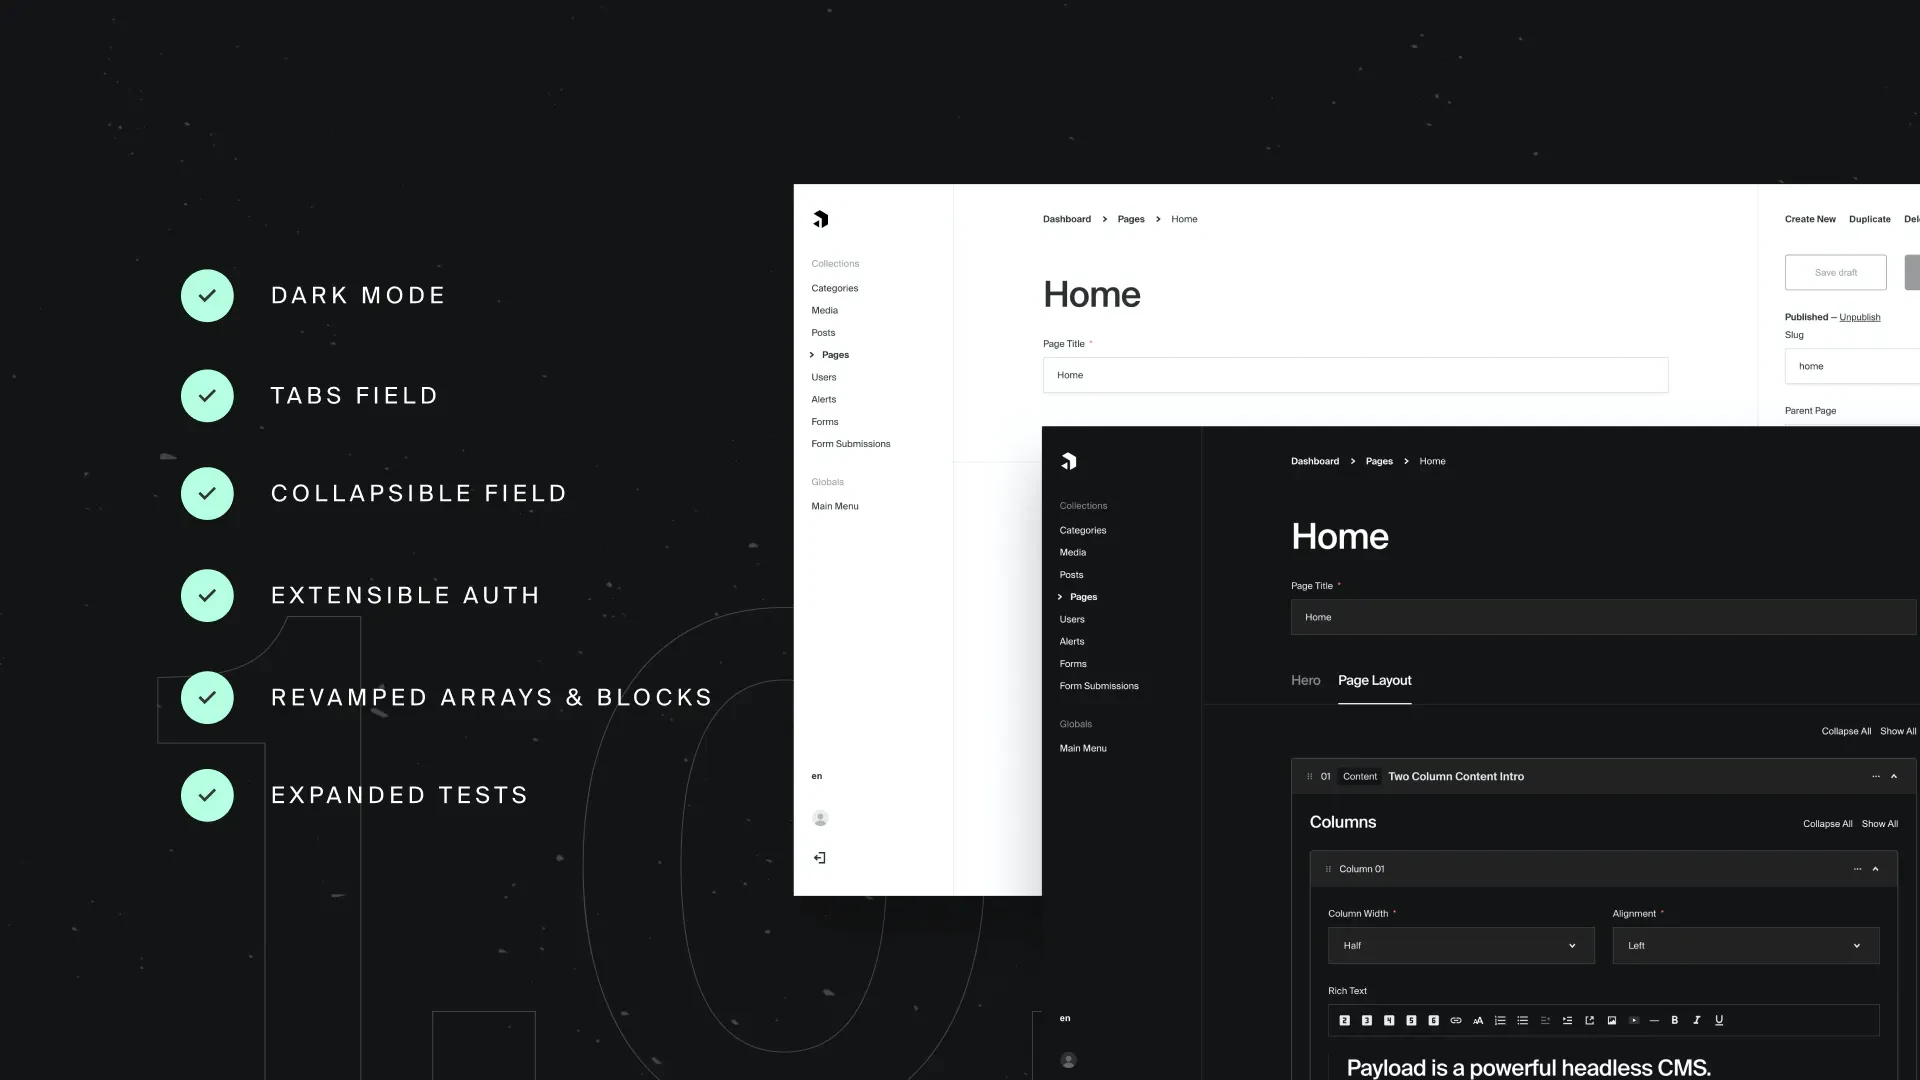 DARK MODE
TABS FIELD
COLLAPSIBLE FIELD
EXTENSIBLE AUTH
REVAMPED ARRAYS & BLOCKS
EXPANDED TESTS
1.0
Collections
Categories
Media
Posts
Pages
Users
Alerts
Forms
Form Submissions
Globals
Main Menu
en
Dashboard > Pages > Home
Home
Page Title *
Home
Create New Duplicate
Save draft
Published — Unpublish
Slug
home
Parent Page
Collections
Categories
Media
Posts
Pages
Users
Alerts
Forms
Form Submissions
Globals
Main Menu
en
Dashboard > Pages > Home
Home
Page Title *
Home
Hero Page Layout
Collapse All Show All
01 Content Two Column Content Intro
Columns
Collapse All Show All
Column 01
Column Width * Alignment *
Half Left
Rich Text
2 3 4 5 6 AA B I U
Payload is a powerful headless CMS.